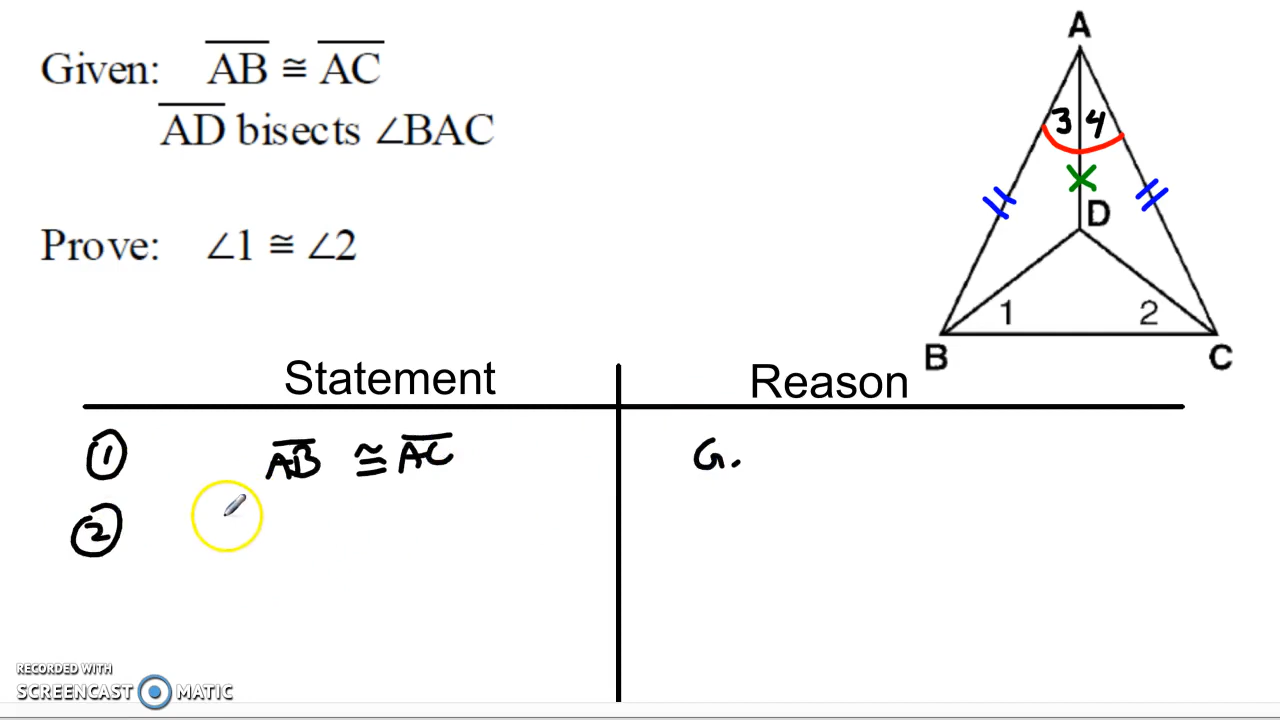 Given: AB ≅ AC
AD bisects ∠BAC
Prove: ∠1 ≅ ∠2
A
3 4
D
1 2
B C
Statement Reason
① AB ≅ AC G.
②
RECORDED WITH
SCREENCAST MATIC